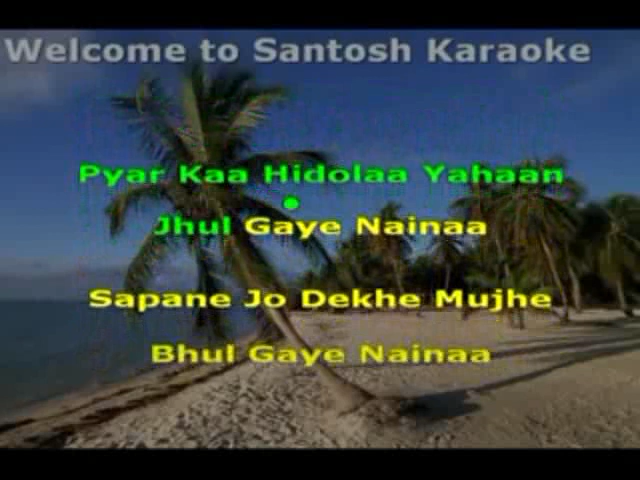 Welcome to Santosh Karaoke
Pyar Kaa Hidolaa Yahaan
Jhul Gaye Nainaa
Sapane Jo Dekhe Mujhe
Bhul Gaye Nainaa